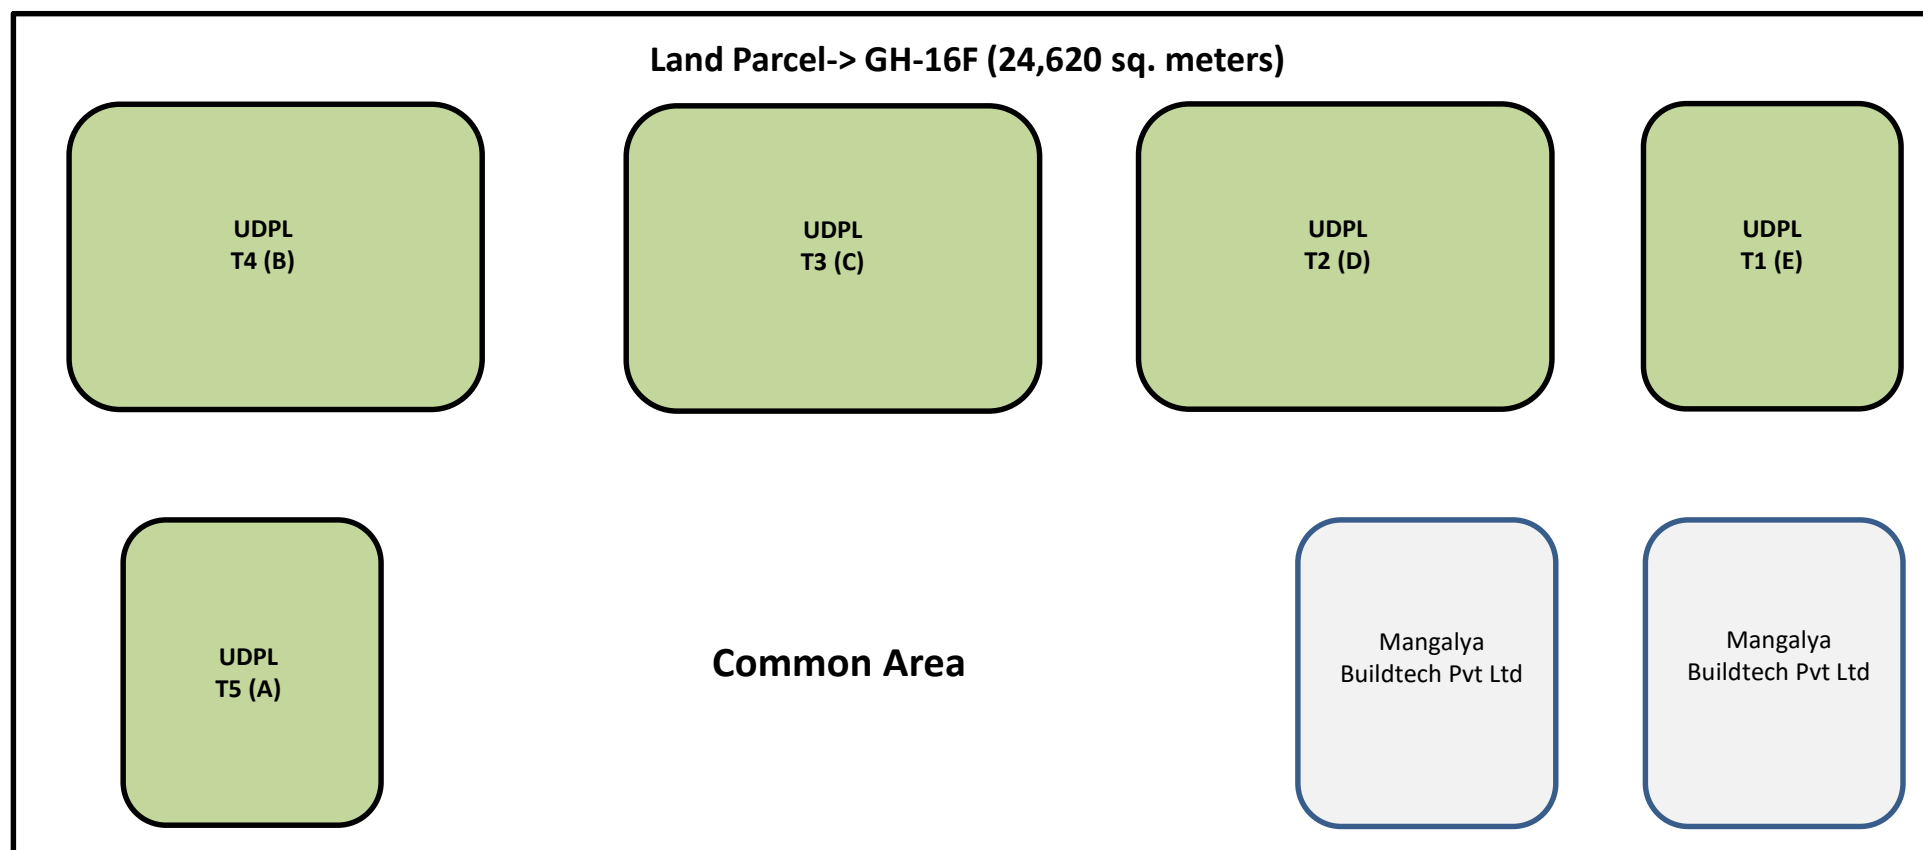 Land Parcel-> GH-16F (24,620 sq. meters)
UDPL
T4 (B)
UDPL
T3 (C)
UDPL
T2 (D)
UDPL
T1 (E)
UDPL
T5 (A)
Common Area
Mangalya
Buildtech Pvt Ltd
Mangalya
Buildtech Pvt Ltd